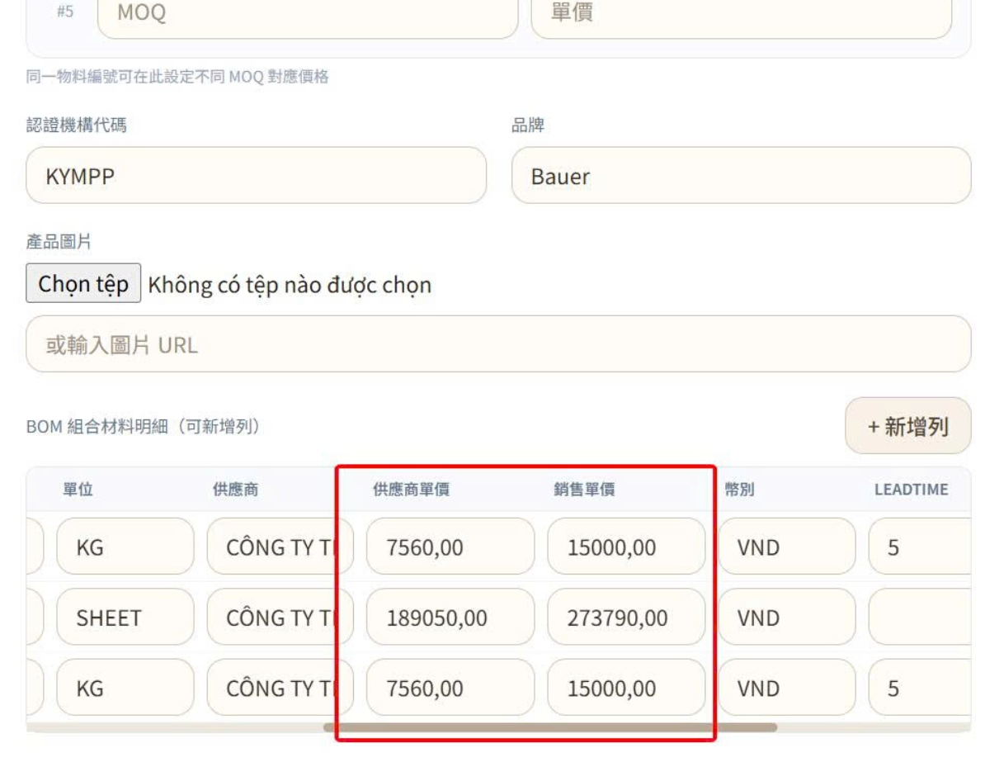 #5 MOQ 單價
同一物料編號可在此設定不同 MOQ 對應價格
認證機構代碼 品牌
KYMPP Bauer
產品圖片
Chọn tệp Không có tệp nào được chọn
或輸入圖片 URL
BOM 組合材料明細（可新增列） + 新增列
單位 供應商 供應商單價 銷售單價 幣別 LEADTIME
KG CÔNG TY 7560,00 15000,00 VND 5
SHEET CÔNG TY 189050,00 273790,00 VND
KG CÔNG TY 7560,00 15000,00 VND 5